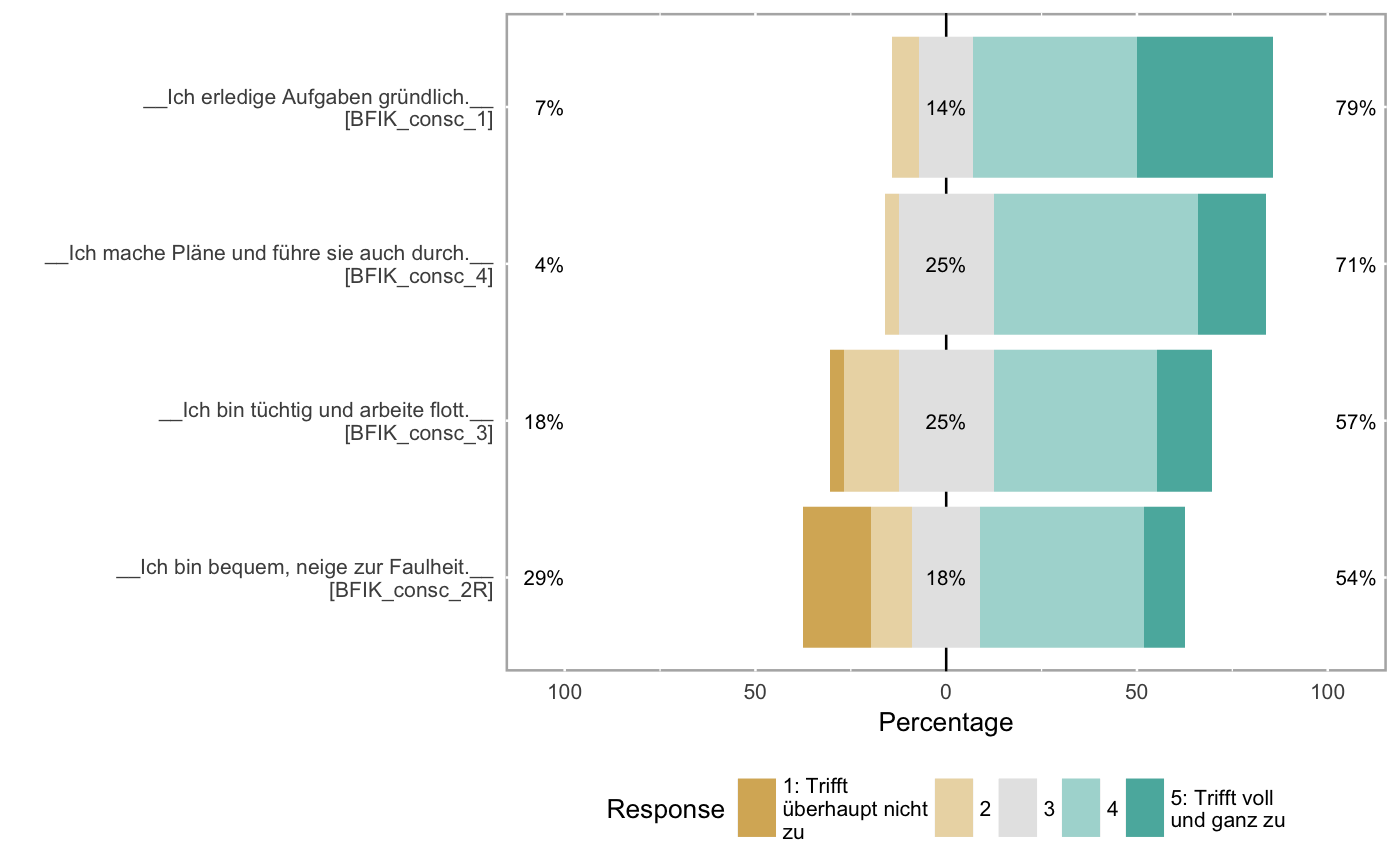 __Ich erledige Aufgaben gründlich.__
[BFIK_consc_1]
7%
14%
79%
__Ich mache Pläne und führe sie auch durch.__
[BFIK_consc_4]
4%
25%
71%
__Ich bin tüchtig und arbeite flott.__
[BFIK_consc_3]
18%
25%
57%
__Ich bin bequem, neige zur Faulheit.__
[BFIK_consc_2R]
29%
18%
54%
100 50 0 50 100
Percentage
Response
1: Trifft
überhaupt nicht
zu
2
3
4
5: Trifft voll
und ganz zu